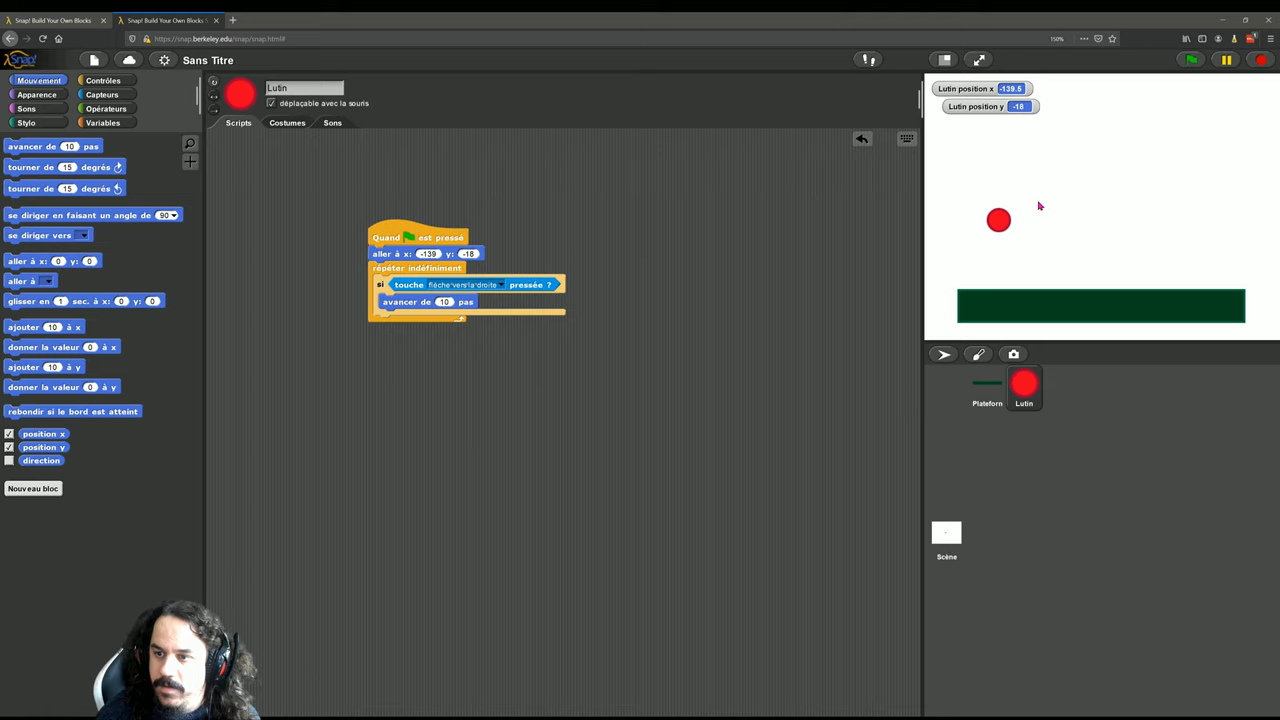 Snap! Build Your Own Blocks
Snap! Build Your Own Blocks
https://snap.berkeley.edu/snap/snap.html#
150%
Snap!
Sans Titre
Mouvement
Contrôles
Apparence
Capteurs
Sons
Opérateurs
Stylo
Variables
Lutin
déplaçable avec la souris
Scripts
Costumes
Sons
Lutin position x -139.5
Lutin position y -18
avancer de 10 pas
tourner de 15 degrés
tourner de 15 degrés
se diriger en faisant un angle de 90
se diriger vers
aller à x: 0 y: 0
aller à
glisser en 1 sec. à x: 0 y: 0
ajouter 10 à x
donner la valeur 0 à x
ajouter 10 à y
donner la valeur 0 à y
rebondir si le bord est atteint
position x
position y
direction
Nouveau bloc
Quand est pressé
aller à x: -139 y: -18
répéter indéfiniment
si touche flèche vers la droite pressée ?
avancer de 10 pas
Plateforn
Lutin
Scène